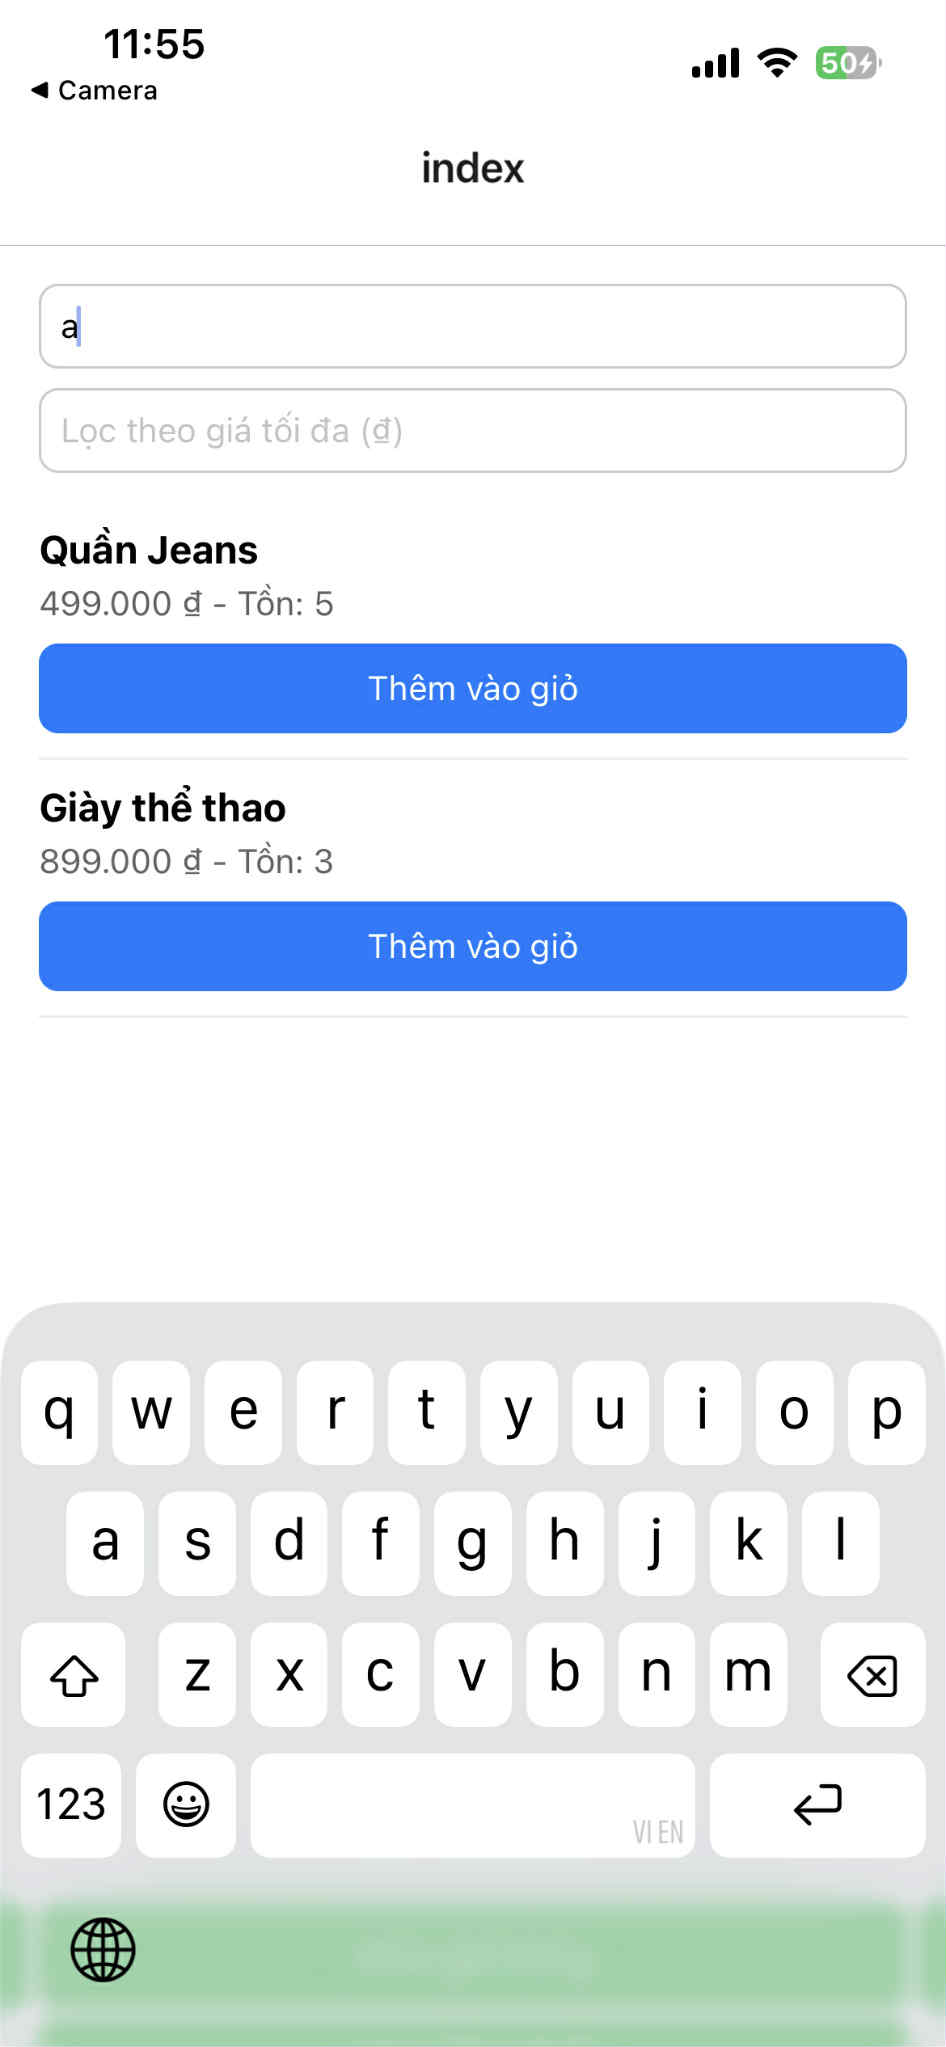 11:55
50
◀ Camera
index
a
Lọc theo giá tối đa (₫)
Quần Jeans
499.000 ₫ - Tồn: 5
Thêm vào giỏ
Giày thể thao
899.000 ₫ - Tồn: 3
Thêm vào giỏ
q w e r t y u i o p
a s d f g h j k l
z x c v b n m
123
VI EN